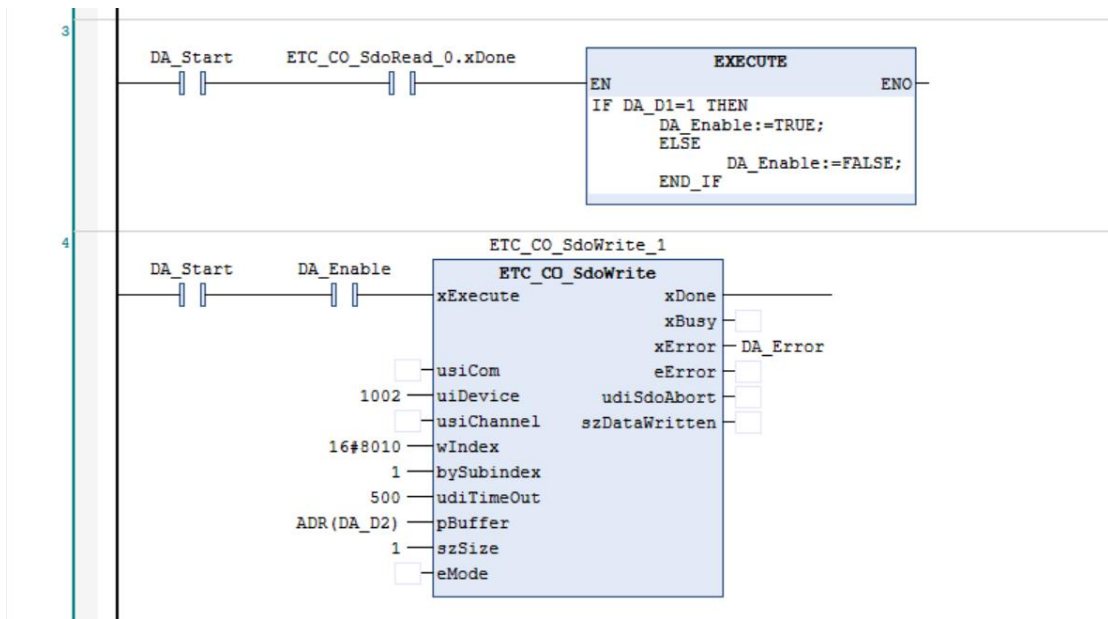 3
DA_Start ETC_CO_SdoRead_0.xDone
EXECUTE
EN ENO
IF DA_D1=1 THEN
DA_Enable:=TRUE;
ELSE
DA_Enable:=FALSE;
END_IF
4
ETC_CO_SdoWrite_1
DA_Start DA_Enable ETC_CO_SdoWrite
xExecute xDone
xBusy
xError DA_Error
usiCom eError
1002 uiDevice udiSdoAbort
usiChannel szDataWritten
16#8010 wIndex
1 bySubindex
500 udiTimeOut
ADR(DA_D2) pBuffer
1 szSize
eMode